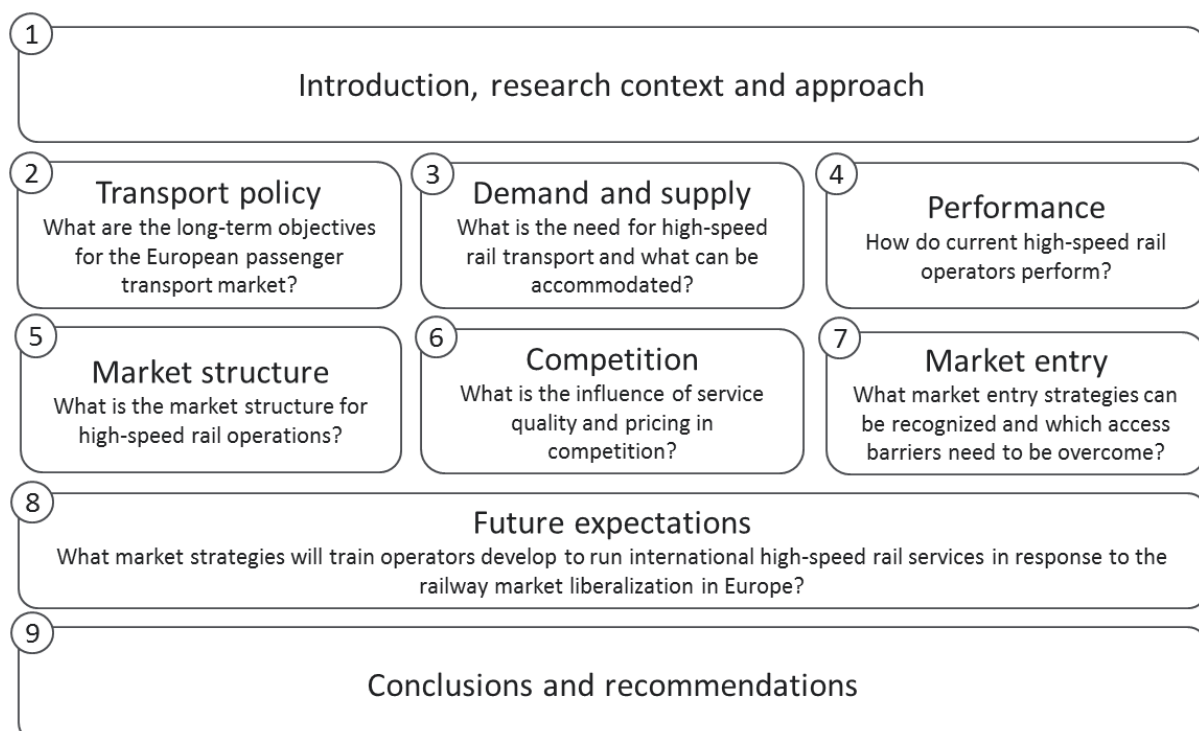 1
Introduction, research context and approach
2
Transport policy
What are the long-term objectives
for the European passenger
transport market?
3
Demand and supply
What is the need for high-speed
rail transport and what can be
accommodated?
4
Performance
How do current high-speed rail
operators perform?
5
Market structure
What is the market structure for
high-speed rail operations?
6
Competition
What is the influence of service
quality and pricing in
competition?
7
Market entry
What market entry strategies can
be recognized and which access
barriers need to be overcome?
8
Future expectations
What market strategies will train operators develop to run international high-speed rail services in response to the
railway market liberalization in Europe?
9
Conclusions and recommendations